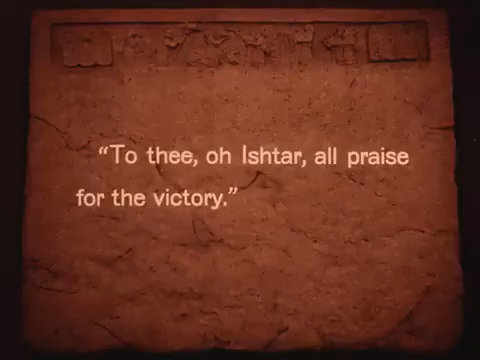 “To thee, oh Ishtar, all praise
for the victory.”